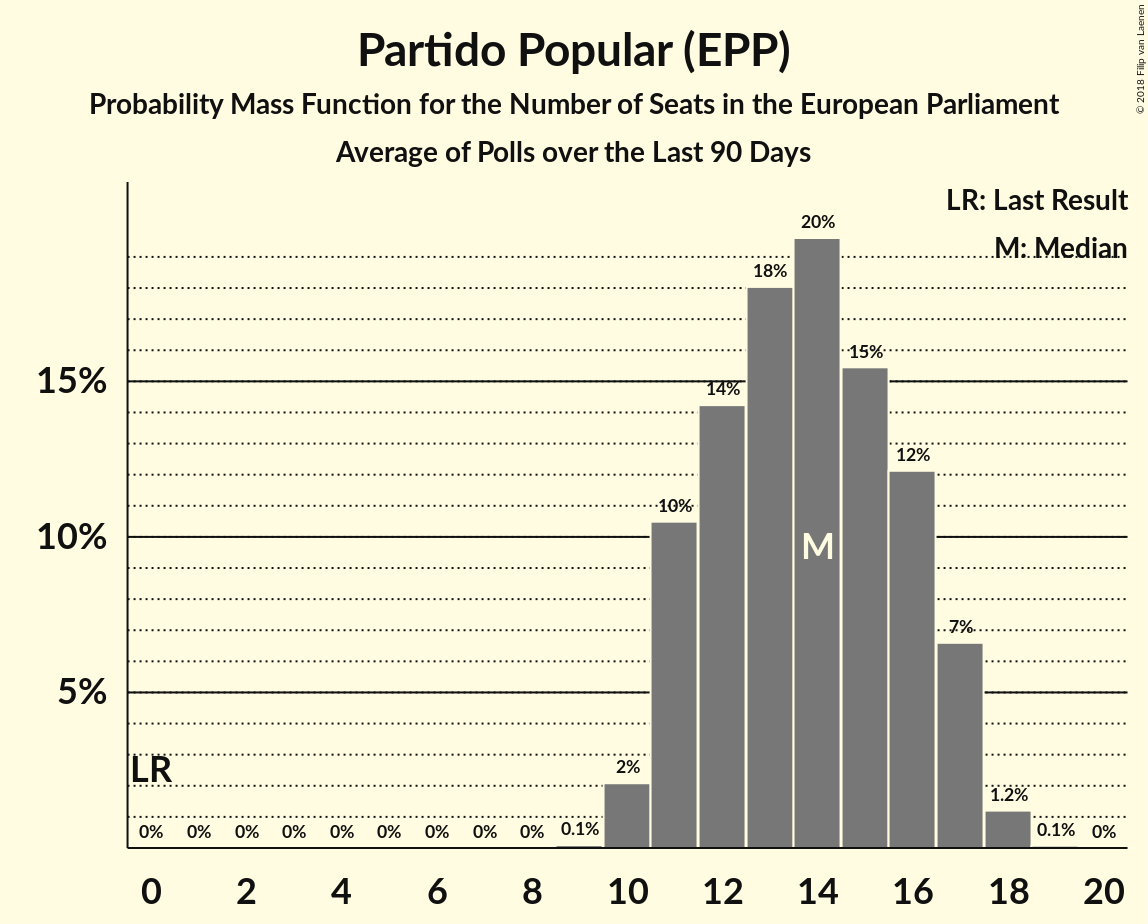 Partido Popular (EPP)
Probability Mass Function for the Number of Seats in the European Parliament
Average of Polls over the Last 90 Days
© 2018 Filip van Laenen
LR: Last Result
M: Median
20%
18%
15%
15%
14%
12%
10%
10%
M
7%
5%
LR
2%
1.2%
0% 0% 0% 0% 0% 0% 0% 0% 0% 0.1% 0.1% 0%
0 2 4 6 8 10 12 14 16 18 20